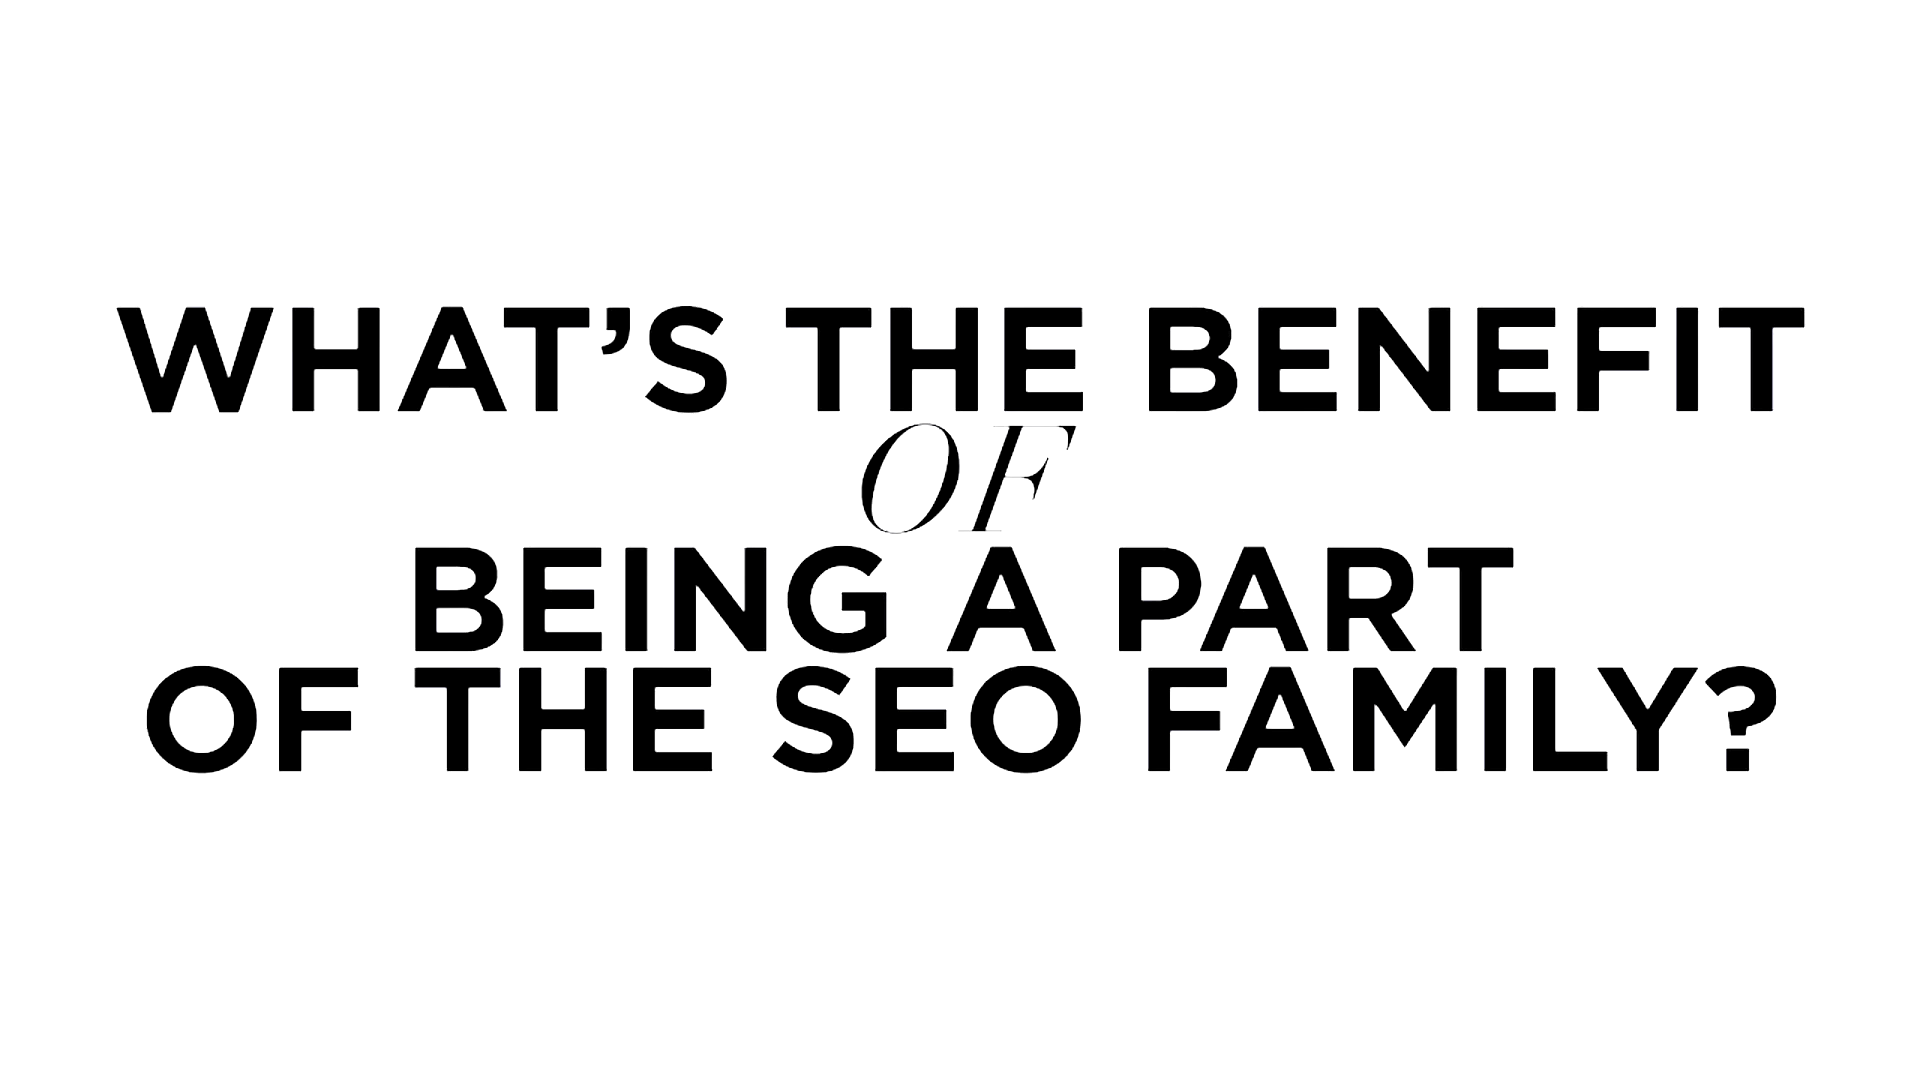 WHAT’S THE BENEFIT
OF
BEING A PART
OF THE SEO FAMILY?